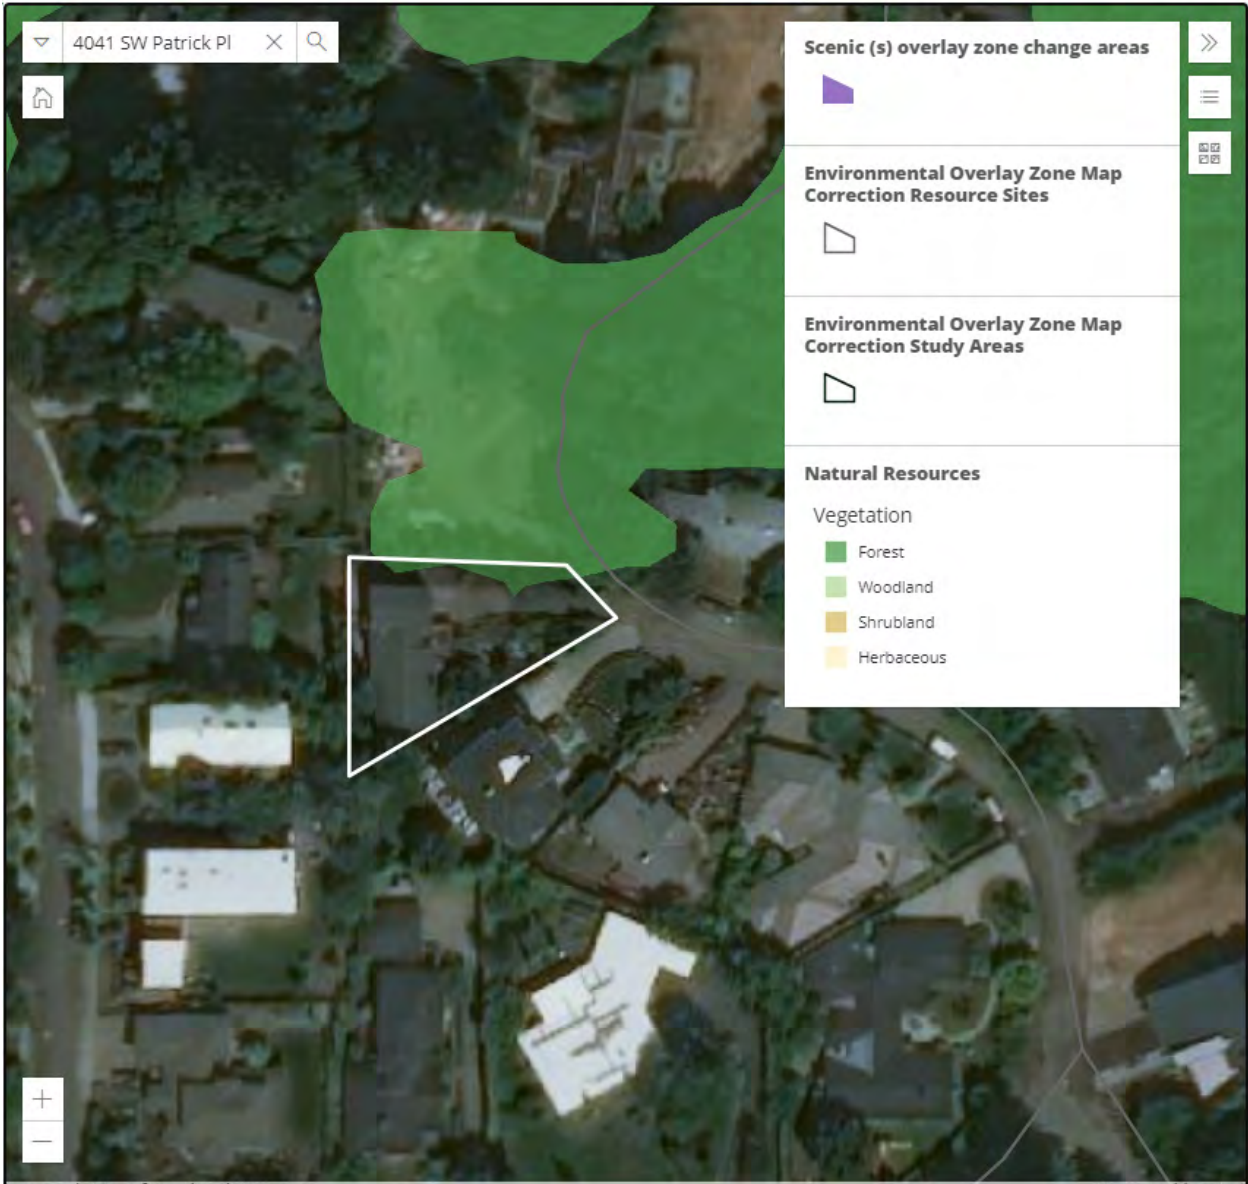 4041 SW Patrick Pl
Scenic (s) overlay zone change areas
Environmental Overlay Zone Map
Correction Resource Sites
Environmental Overlay Zone Map
Correction Study Areas
Natural Resources
Vegetation
Forest
Woodland
Shrubland
Herbaceous